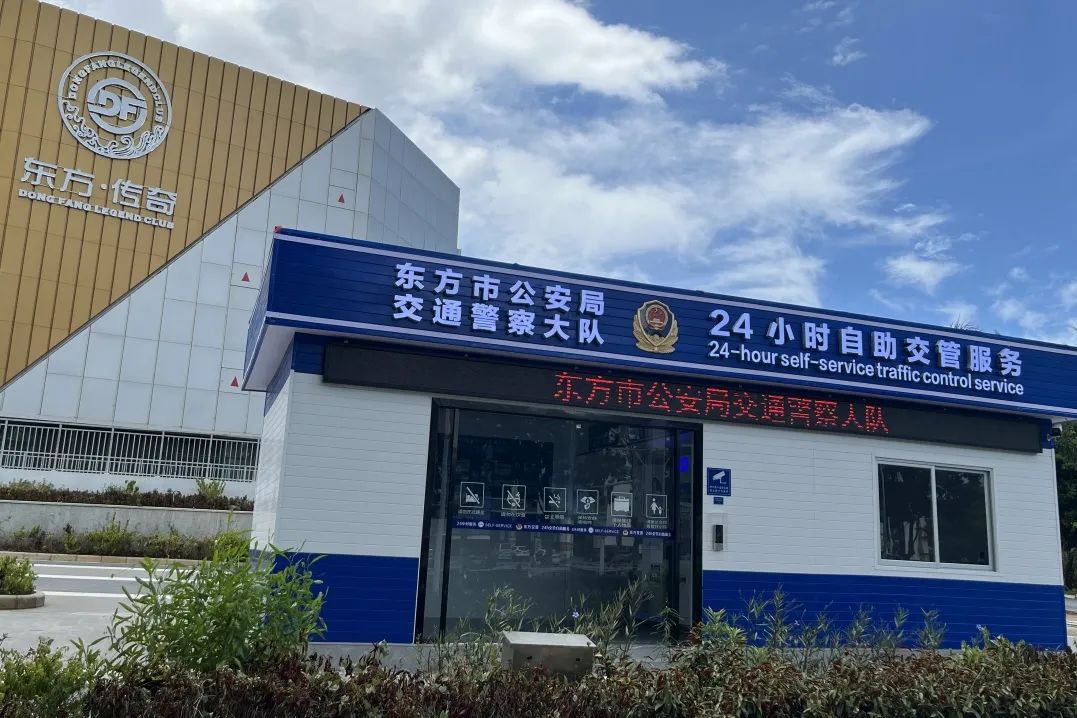 DONGFANGLEGENDCLUB
DF
东方·传奇
DONG FANG LEGEND CLUB
东方市公安局
交通警察大队
24小时自助交管服务
24-hour self-service traffic control service
东方市公安局交通警察大队
SELF-SERVICE